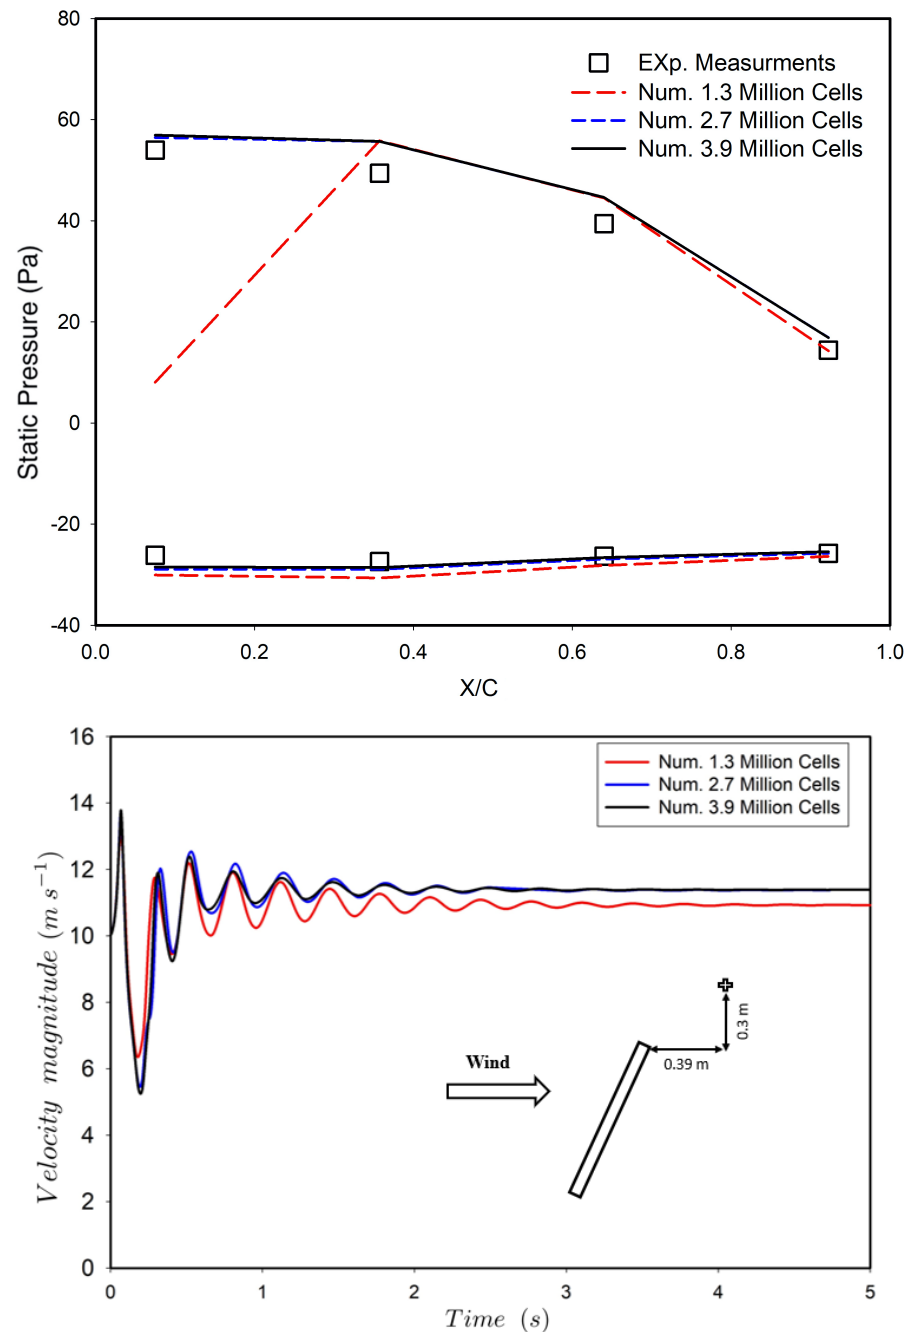 80
60
40
20
0
-20
-40
Static Pressure (Pa)
EXp. Measurments
Num. 1.3 Million Cells
Num. 2.7 Million Cells
Num. 3.9 Million Cells
0.0 0.2 0.4 0.6 0.8 1.0
X/C
16
14
12
10
8
6
4
2
0
Velocity magnitude (m s⁻¹)
Num. 1.3 Million Cells
Num. 2.7 Million Cells
Num. 3.9 Million Cells
0.3 m
0.39 m
Wind
0 1 2 3 4 5
Time (s)